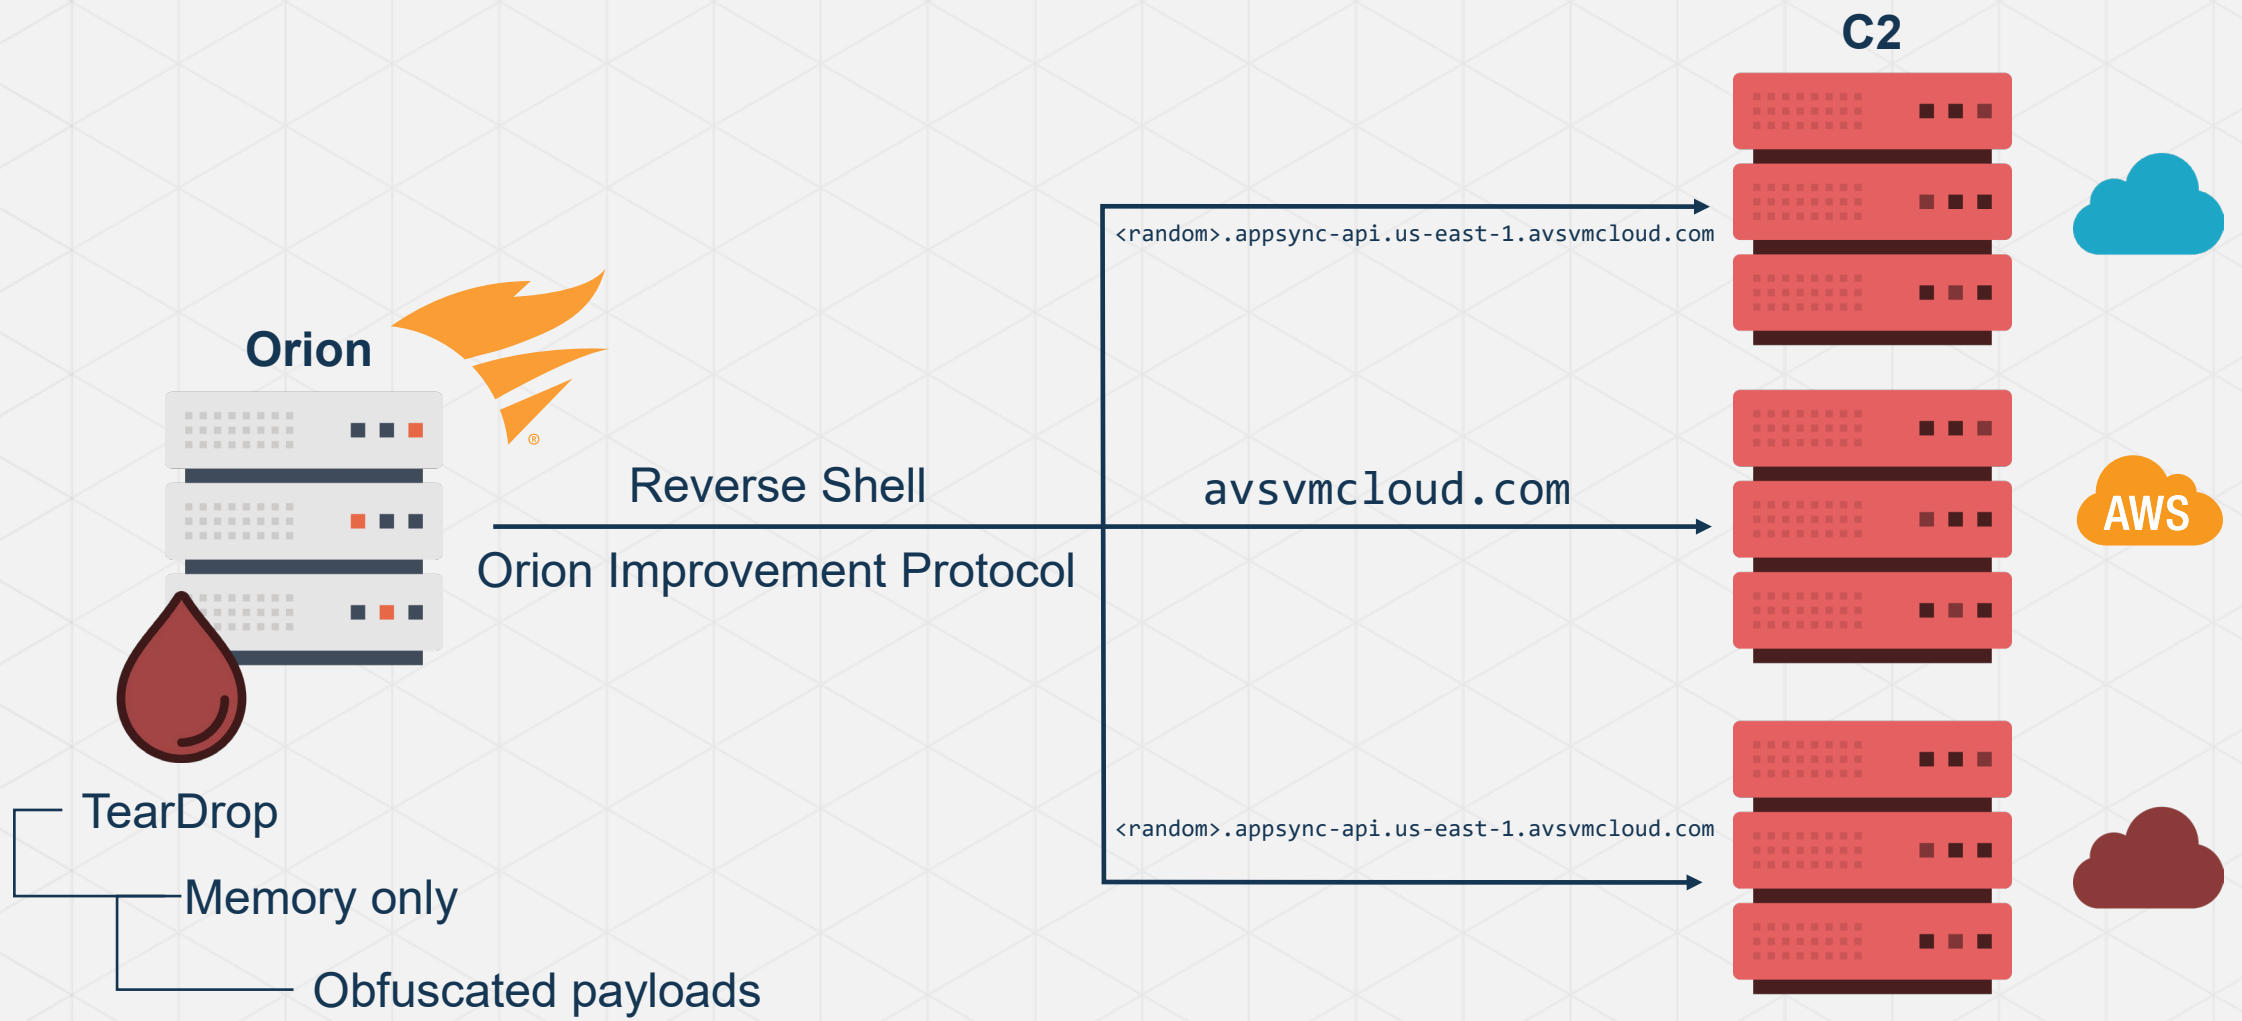 C2
<random>.appsync-api.us-east-1.avsvmcloud.com
Orion
®
Reverse Shell
avsvmcloud.com
AWS
Orion Improvement Protocol
TearDrop
<random>.appsync-api.us-east-1.avsvmcloud.com
Memory only
Obfuscated payloads